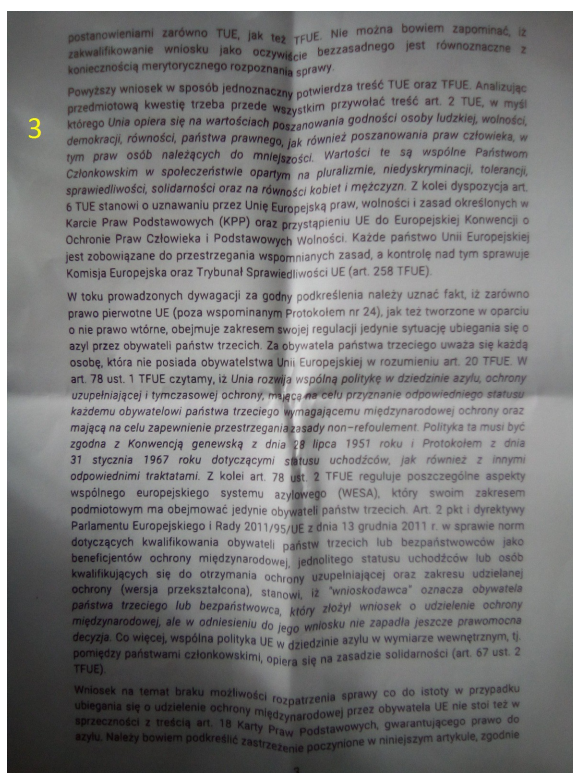 postanowieniami zarówno TUE, jak też TFUE. Nie można bowiem zapominać, iż
zakwalifikowanie wniosku jako oczywiście bezzasadnego jest równoznaczne z
koniecznością merytorycznego rozpoznania sprawy.
Powyższy wniosek w sposób jednoznaczny potwierdza treść TUE oraz TFUE. Analizując
przedmiotową kwestię trzeba przede wszystkim przywołać treść art. 2 TUE, w myśl
3
którego Unia opiera się na wartościach poszanowania godności osoby ludzkiej, wolności,
demokracji, równości, państwa prawnego, jak również poszanowania praw człowieka, w
tym praw osób należących do mniejszości. Wartości te są wspólne Państwom
Członkowskim w społeczeństwie opartym na pluralizmie, niedyskryminacji, tolerancji,
sprawiedliwości, solidarności oraz na równości kobiet i mężczyzn. Z kolei dyspozycja art.
6 TUE stanowi o uznawaniu przez Unię Europejską praw, wolności i zasad określonych w
Karcie Praw Podstawowych (KPP) oraz przystąpieniu UE do Europejskiej Konwencji o
Ochronie Praw Człowieka i Podstawowych Wolności. Każde państwo Unii Europejskiej
jest zobowiązane do przestrzegania wspomnianych zasad, a kontrolę nad tym sprawuje
Komisja Europejska oraz Trybunał Sprawiedliwości UE (art. 258 TFUE).
W toku prowadzonych dywagacji za godny podkreślenia należy uznać fakt, iż zarówno
prawo pierwotne UE (poza wspominanym Protokołem nr 24), jak też tworzone w oparciu
o nie prawo wtórne, obejmuje zakresem swojej regulacji jedynie sytuację ubiegania się o
azyl przez obywateli państw trzecich. Za obywatela państwa trzeciego uważa się każdą
osobę, która nie posiada obywatelstwa Unii Europejskiej w rozumieniu art. 20 TFUE. W
art. 78 ust. 1 TFUE czytamy, iż Unia rozwija wspólną politykę w dziedzinie azylu, ochrony
uzupełniającej i tymczasowej ochrony, mającą na celu przyznanie odpowiedniego statusu
każdemu obywatelowi państwa trzeciego wymagającemu międzynarodowej ochrony oraz
mającą na celu zapewnienie przestrzegania zasady non–refoulement. Polityka ta musi być
zgodna z Konwencją genewską z dnia 28 lipca 1951 roku i Protokołem z dnia
31 stycznia 1967 roku dotyczącymi statusu uchodźców, jak również z innymi
odpowiednimi traktatami. Z kolei art. 78 ust. 2 TFUE reguluje poszczególne aspekty
wspólnego europejskiego systemu azylowego (WESA), który swoim zakresem
podmiotowym ma obejmować jedynie obywateli państw trzecich. Art. 2 pkt i dyrektywy
Parlamentu Europejskiego i Rady 2011/95/UE z dnia 13 grudnia 2011 r. w sprawie norm
dotyczących kwalifikowania obywateli państw trzecich lub bezpaństwowców jako
beneficjentów ochrony międzynarodowej, jednolitego statusu uchodźców lub osób
kwalifikujących się do otrzymania ochrony uzupełniającej oraz zakresu udzielanej
ochrony (wersja przekształcona), stanowi, iż "wnioskodawca" oznacza obywatela
państwa trzeciego lub bezpaństwowca, który złożył wniosek o udzielenie ochrony
międzynarodowej, ale w odniesieniu do jego wniosku nie zapadła jeszcze prawomocna
decyzja. Co więcej, wspólna polityka UE w dziedzinie azylu w wymiarze wewnętrznym, tj.
pomiędzy państwami członkowskimi, opiera się na zasadzie solidarności (art. 67 ust. 2
TFUE).
Wniosek na temat braku możliwości rozpatrzenia sprawy co do istoty w przypadku
ubiegania się o udzielenie ochrony międzynarodowej przez obywatela UE nie stoi też w
sprzeczności z treścią art. 18 Karty Praw Podstawowych, gwarantującego prawo do
azylu. Należy bowiem podkreślić zastrzeżenie poczynione w niniejszym artykule, zgodnie